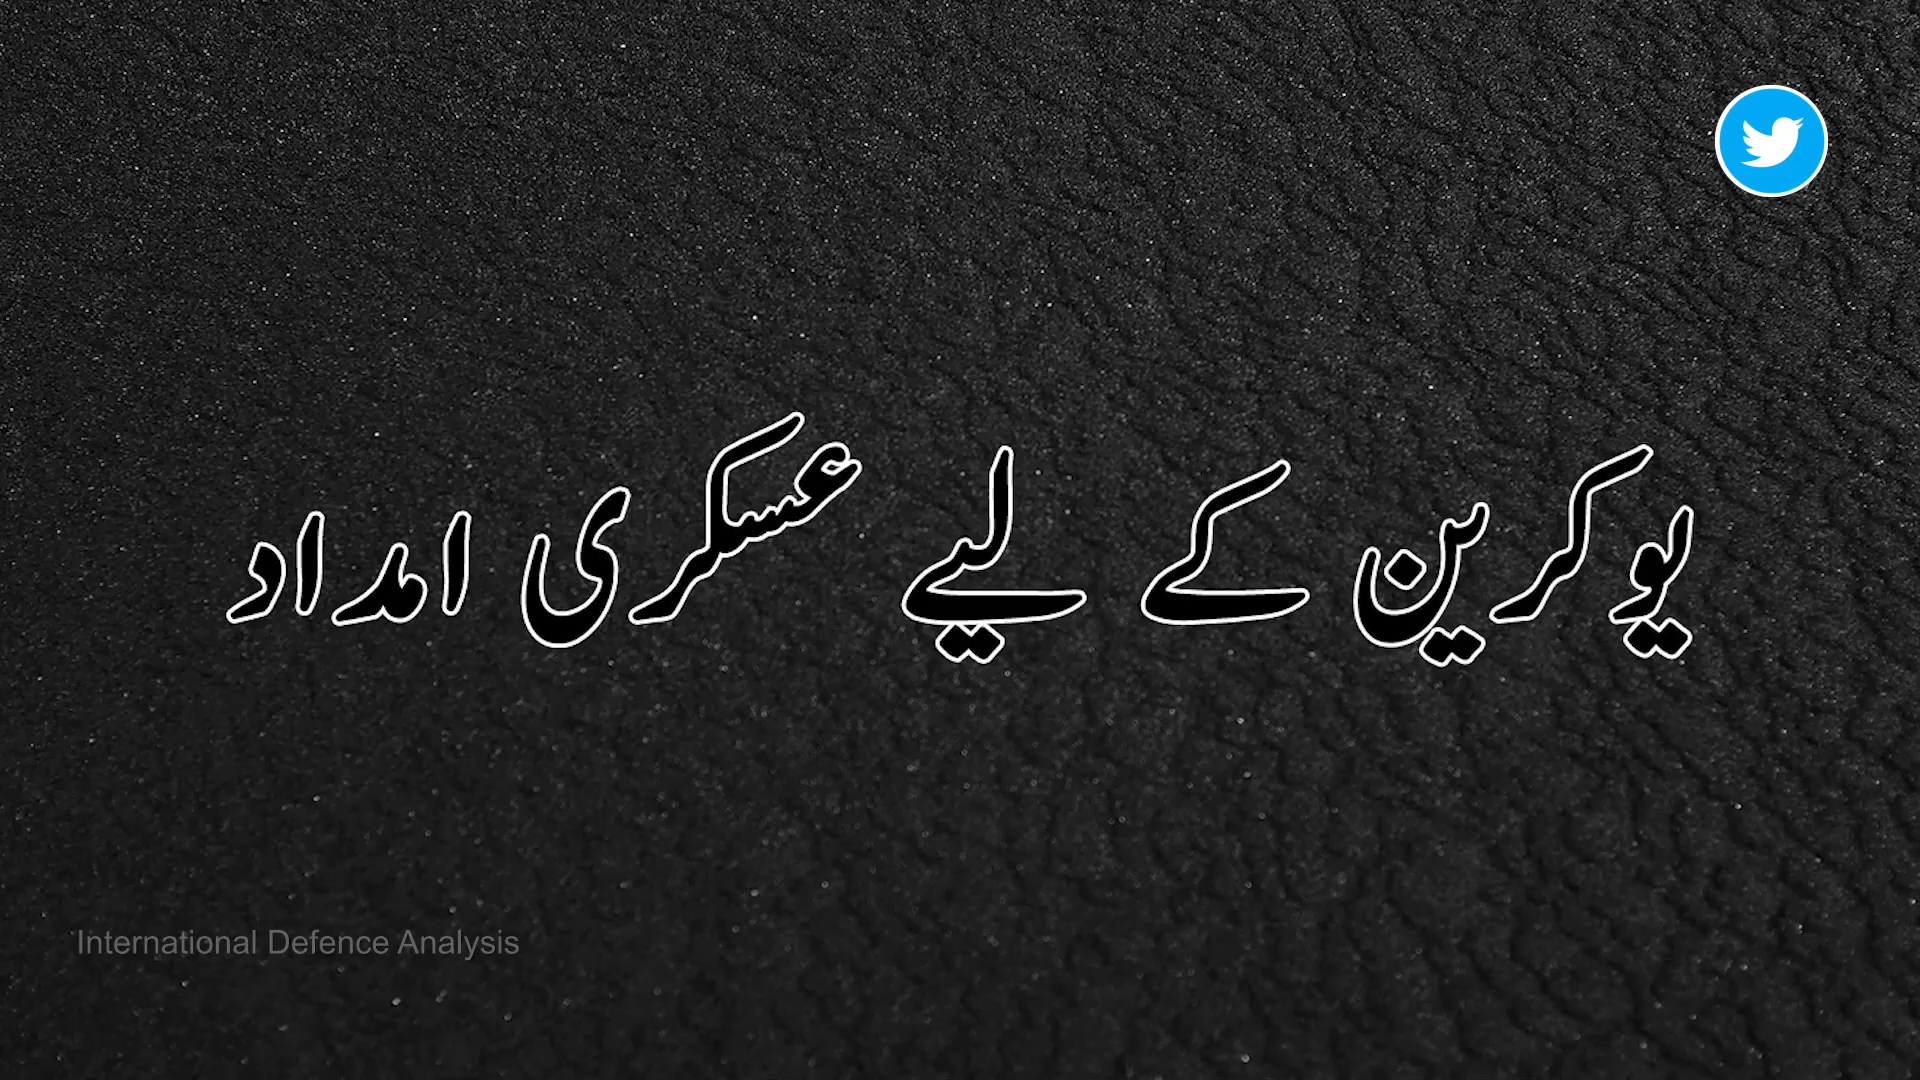 یوکرین کے لیے عسکری امداد
International Defence Analysis